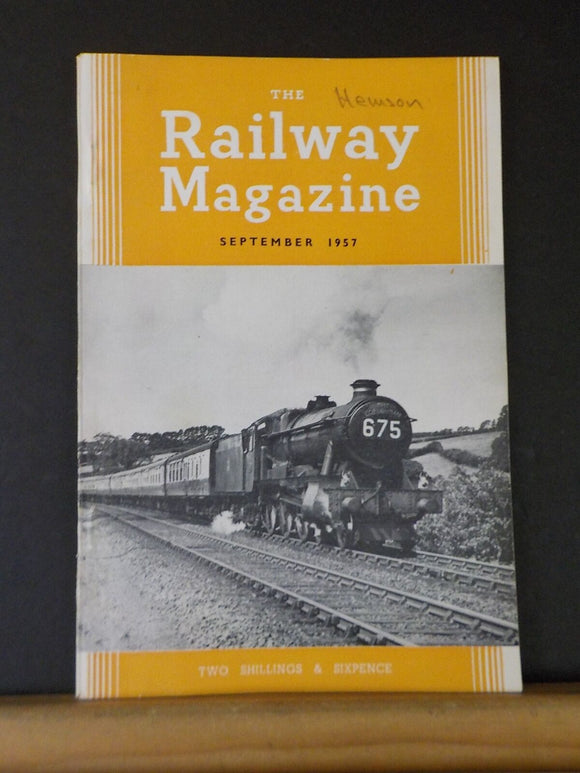 THE
Hewson
Railway
Magazine
SEPTEMBER 1957
675
TWO SHILLINGS & SIXPENCE